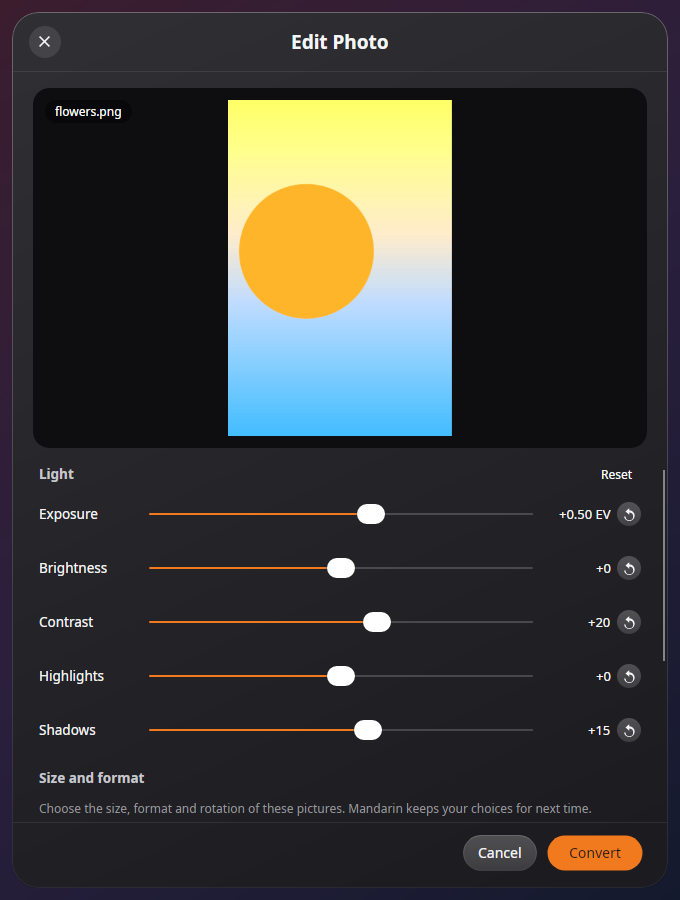 Edit Photo
flowers.png
Light
Reset
Exposure
+0.50 EV
Brightness
+0
Contrast
+20
Highlights
+0
Shadows
+15
Size and format
Choose the size, format and rotation of these pictures. Mandarin keeps your choices for next time.
Cancel
Convert